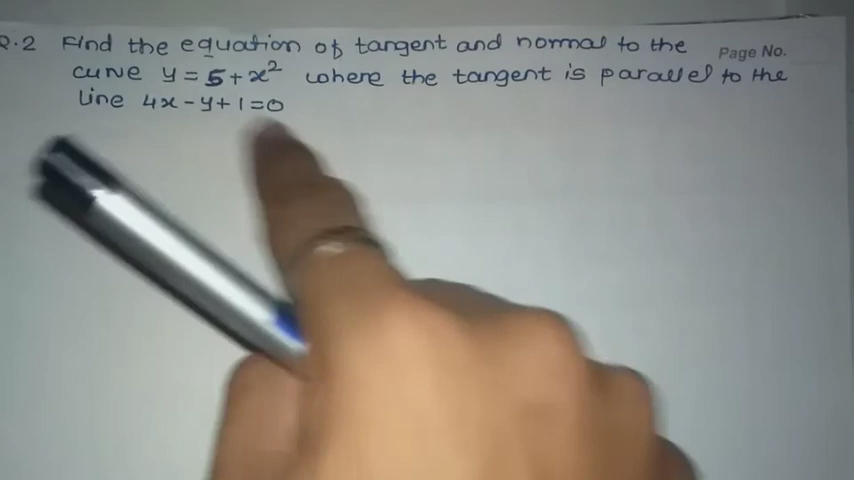 Q.2 Find the equation of tangent and normal to the
Page No.
curve y = 5 + x² where the tangent is parallel to the
line 4x - y + 1 = 0